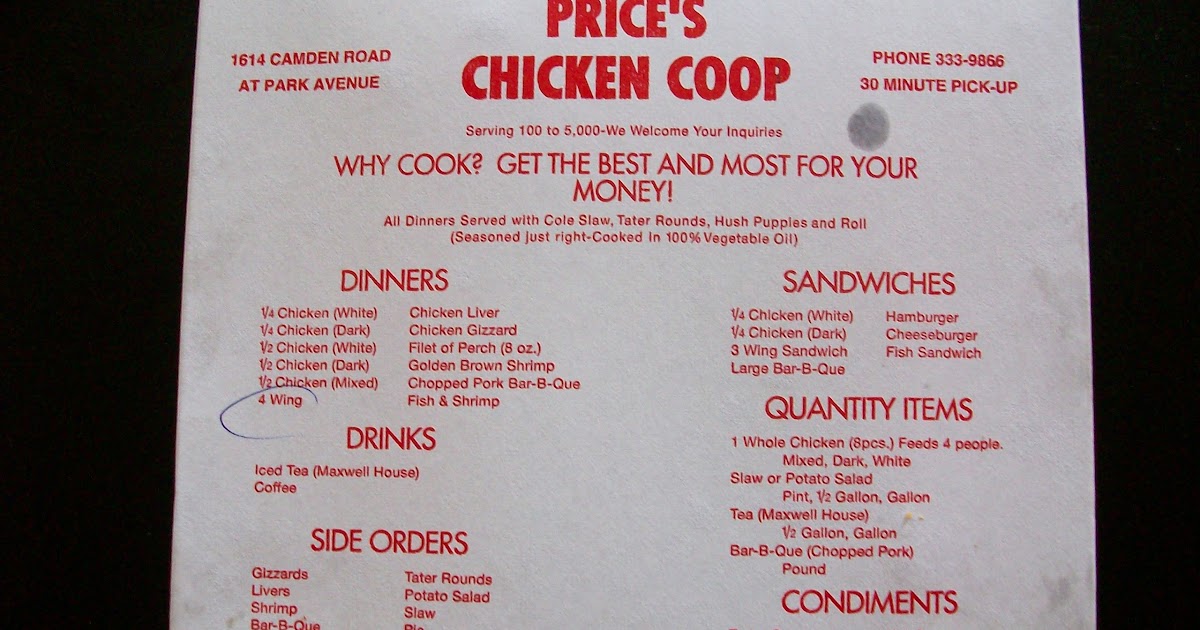 PRICE'S
CHICKEN COOP
1614 CAMDEN ROAD
AT PARK AVENUE
PHONE 333-9866
30 MINUTE PICK-UP
Serving 100 to 5,000-We Welcome Your Inquiries
WHY COOK? GET THE BEST AND MOST FOR YOUR
MONEY!
All Dinners Served with Cole Slaw, Tater Rounds, Hush Puppies and Roll
(Seasoned just right-Cooked In 100% Vegetable Oil)
DINNERS
1/4 Chicken (White)
1/4 Chicken (Dark)
1/2 Chicken (White)
1/2 Chicken (Dark)
1/2 Chicken (Mixed)
4 Wing
Chicken Liver
Chicken Gizzard
Filet of Perch (8 oz.)
Golden Brown Shrimp
Chopped Pork Bar-B-Que
Fish & Shrimp
DRINKS
Iced Tea (Maxwell House)
Coffee
SIDE ORDERS
Gizzards
Livers
Shrimp
Bar-B-Que
Tater Rounds
Potato Salad
Slaw
SANDWICHES
1/4 Chicken (White)
1/4 Chicken (Dark)
3 Wing Sandwich
Large Bar-B-Que
Hamburger
Cheeseburger
Fish Sandwich
QUANTITY ITEMS
1 Whole Chicken (8pcs.) Feeds 4 people.
Mixed, Dark, White
Slaw or Potato Salad
Pint, 1/2 Gallon, Gallon
Tea (Maxwell House)
1/2 Gallon, Gallon
Bar-B-Que (Chopped Pork)
Pound
CONDIMENTS